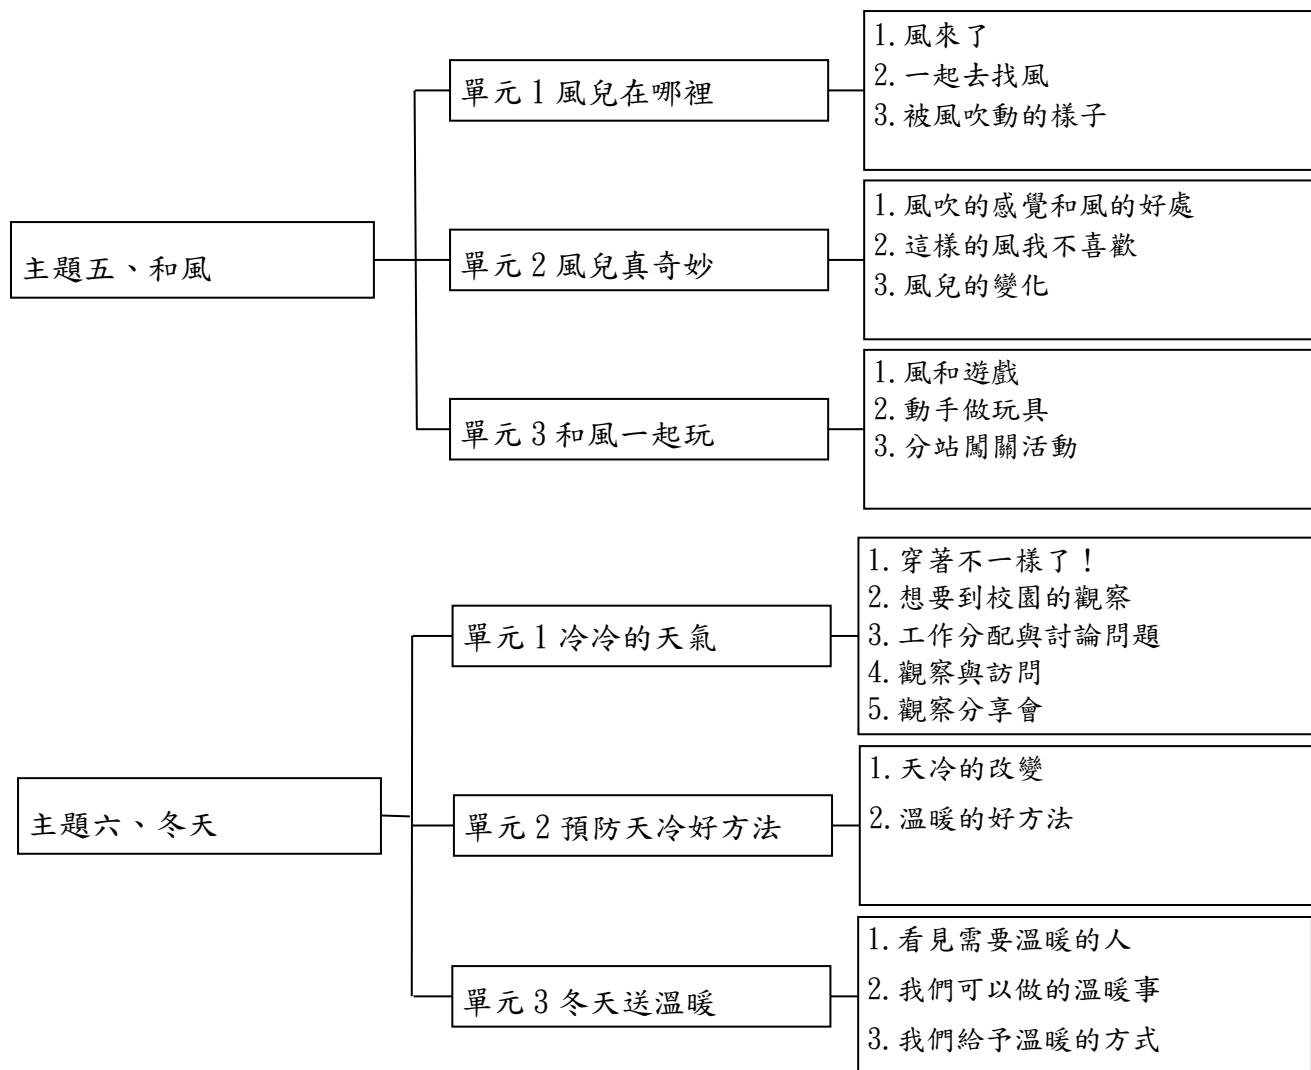 主題五、和風
單元 1 風兒在哪裡
1. 風來了
2. 一起去找風
3. 被風吹動的樣子
單元 2 風兒真奇妙
1. 風吹的感覺和風的好處
2. 這樣的風我不喜歡
3. 風兒的變化
單元 3 和風一起玩
1. 風和遊戲
2. 動手做玩具
3. 分站闖關活動
主題六、冬天
單元 1 冷冷的天氣
1. 穿著不一樣了！
2. 想要到校園的觀察
3. 工作分配與討論問題
4. 觀察與訪問
5. 觀察分享會
單元 2 預防天冷好方法
1. 天冷的改變
2. 溫暖的好方法
單元 3 冬天送溫暖
1. 看見需要溫暖的人
2. 我們可以做的溫暖事
3. 我們給予溫暖的方式